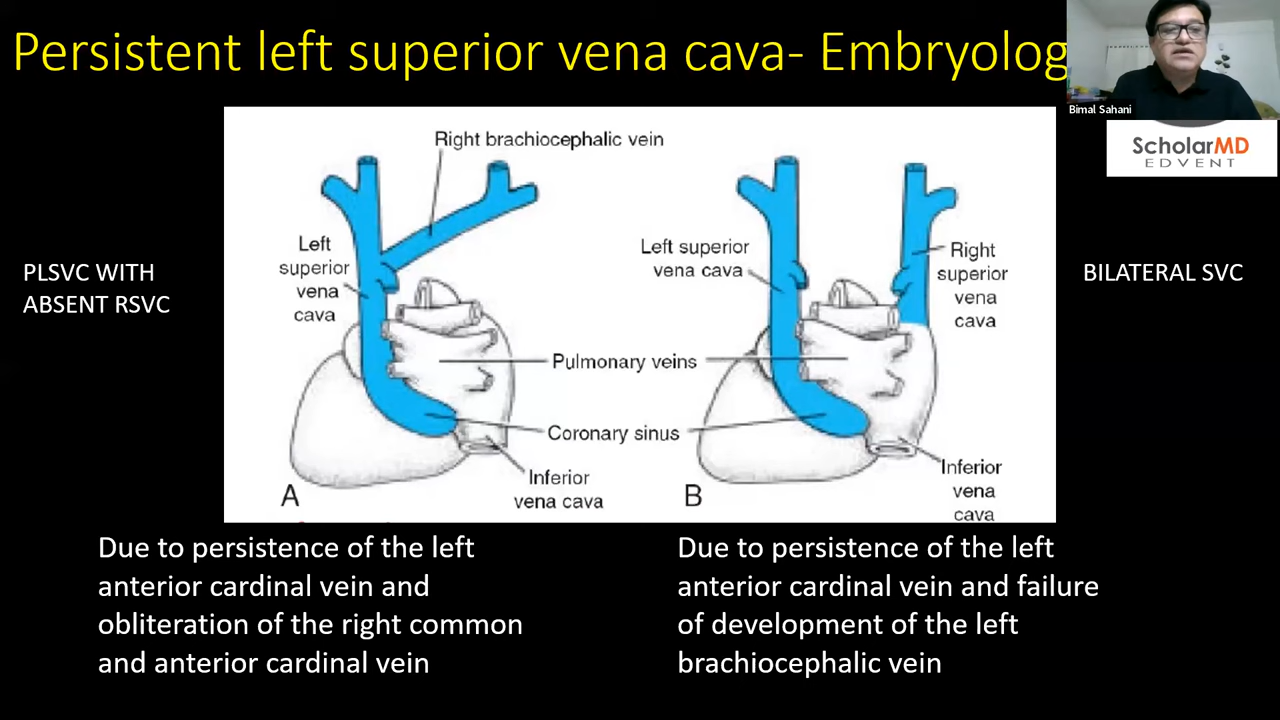 Persistent left superior vena cava- Embryolog
Bimal Sahani
ScholarMD
EDVENT
PLSVC WITH
ABSENT RSVC
BILATERAL SVC
Right brachiocephalic vein
Left
superior
vena
cava
Left superior
vena cava
Right
superior
vena
cava
Pulmonary veins
Coronary sinus
Inferior
vena cava
Inferior
vena
cava
A
B
Due to persistence of the left
anterior cardinal vein and
obliteration of the right common
and anterior cardinal vein
Due to persistence of the left
anterior cardinal vein and failure
of development of the left
brachiocephalic vein